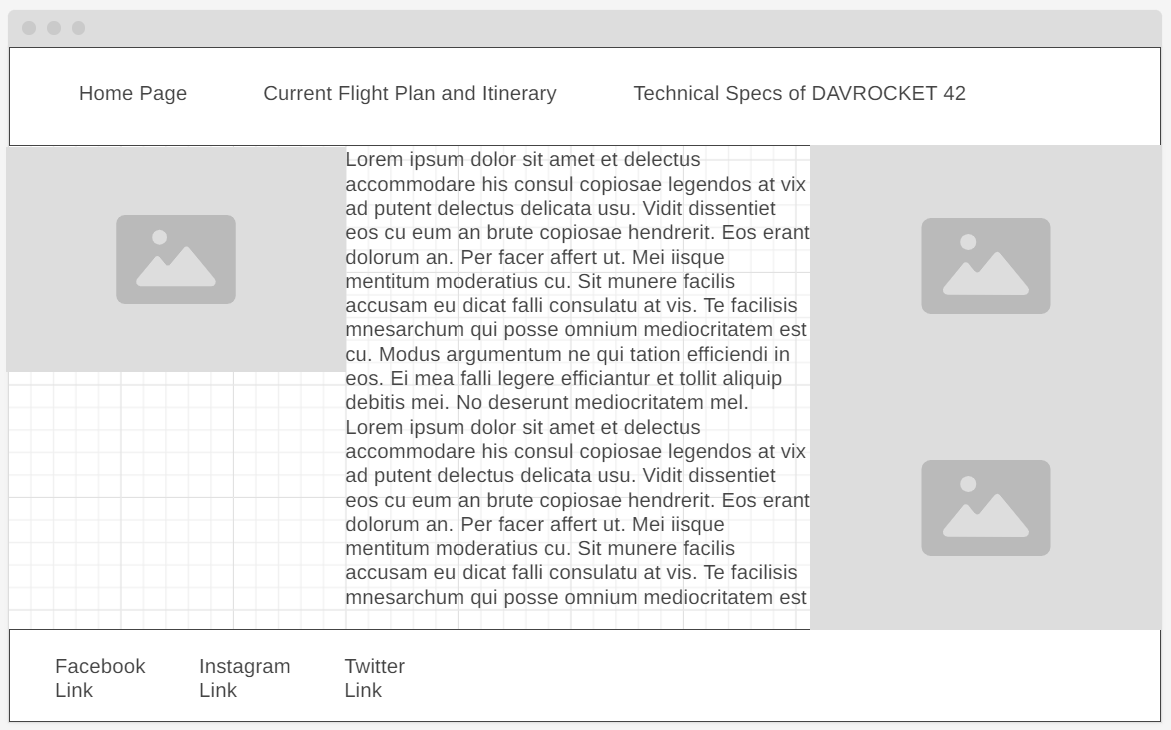 Home Page
Current Flight Plan and Itinerary
Technical Specs of DAVROCKET 42
Lorem ipsum dolor sit amet et delectus
accommodare his consul copiosae legendos at vix
ad putent delectus delicata usu. Vidit dissentiet
eos cu eum an brute copiosae hendrerit. Eos erant
dolorum an. Per facer affert ut. Mei iisque
mentitum moderatius cu. Sit munere facilis
accusam eu dicat falli consulatu at vis. Te facilisis
mnesarchum qui posse omnium mediocritatem est
cu. Modus argumentum ne qui tation efficiendi in
eos. Ei mea falli legere efficiantur et tollit aliquip
debitis mei. No deserunt mediocritatem mel.
Lorem ipsum dolor sit amet et delectus
accommodare his consul copiosae legendos at vix
ad putent delectus delicata usu. Vidit dissentiet
eos cu eum an brute copiosae hendrerit. Eos erant
dolorum an. Per facer affert ut. Mei iisque
mentitum moderatius cu. Sit munere facilis
accusam eu dicat falli consulatu at vis. Te facilisis
mnesarchum qui posse omnium mediocritatem est
Facebook
Link
Instagram
Link
Twitter
Link